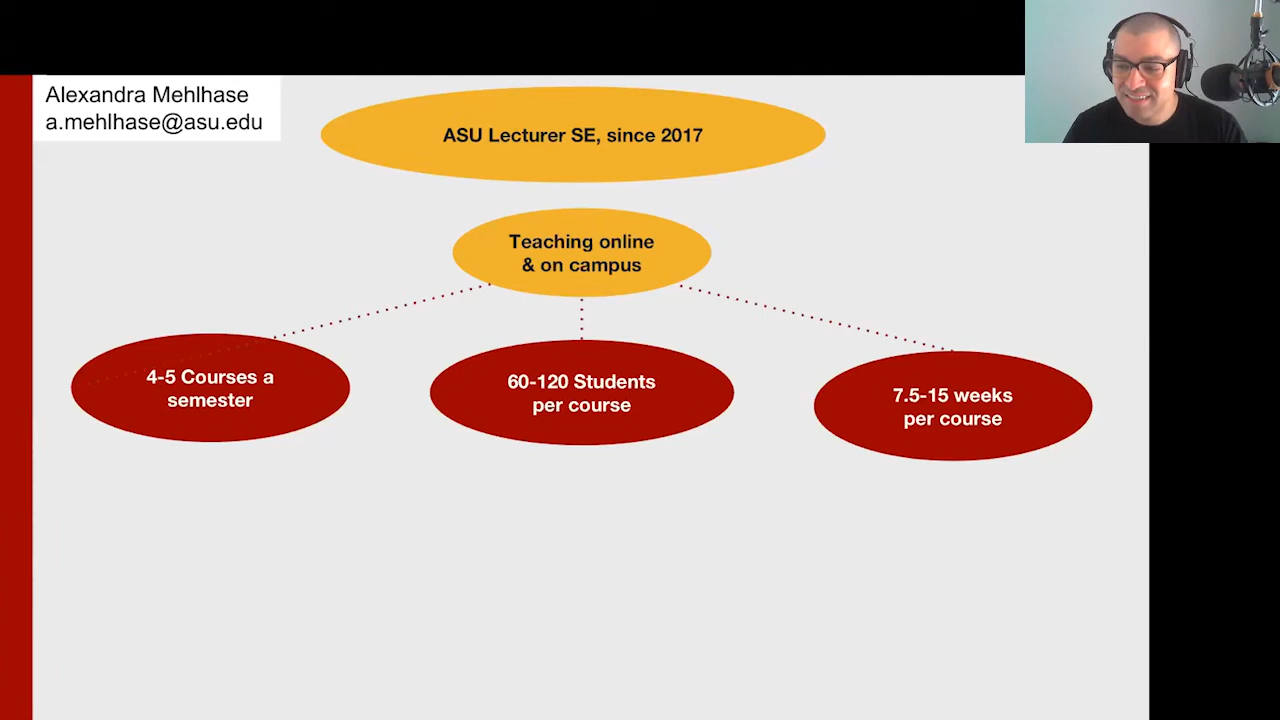 Alexandra Mehlhase
a.mehlhase@asu.edu
ASU Lecturer SE, since 2017
Teaching online
& on campus
4-5 Courses a
semester
60-120 Students
per course
7.5-15 weeks
per course